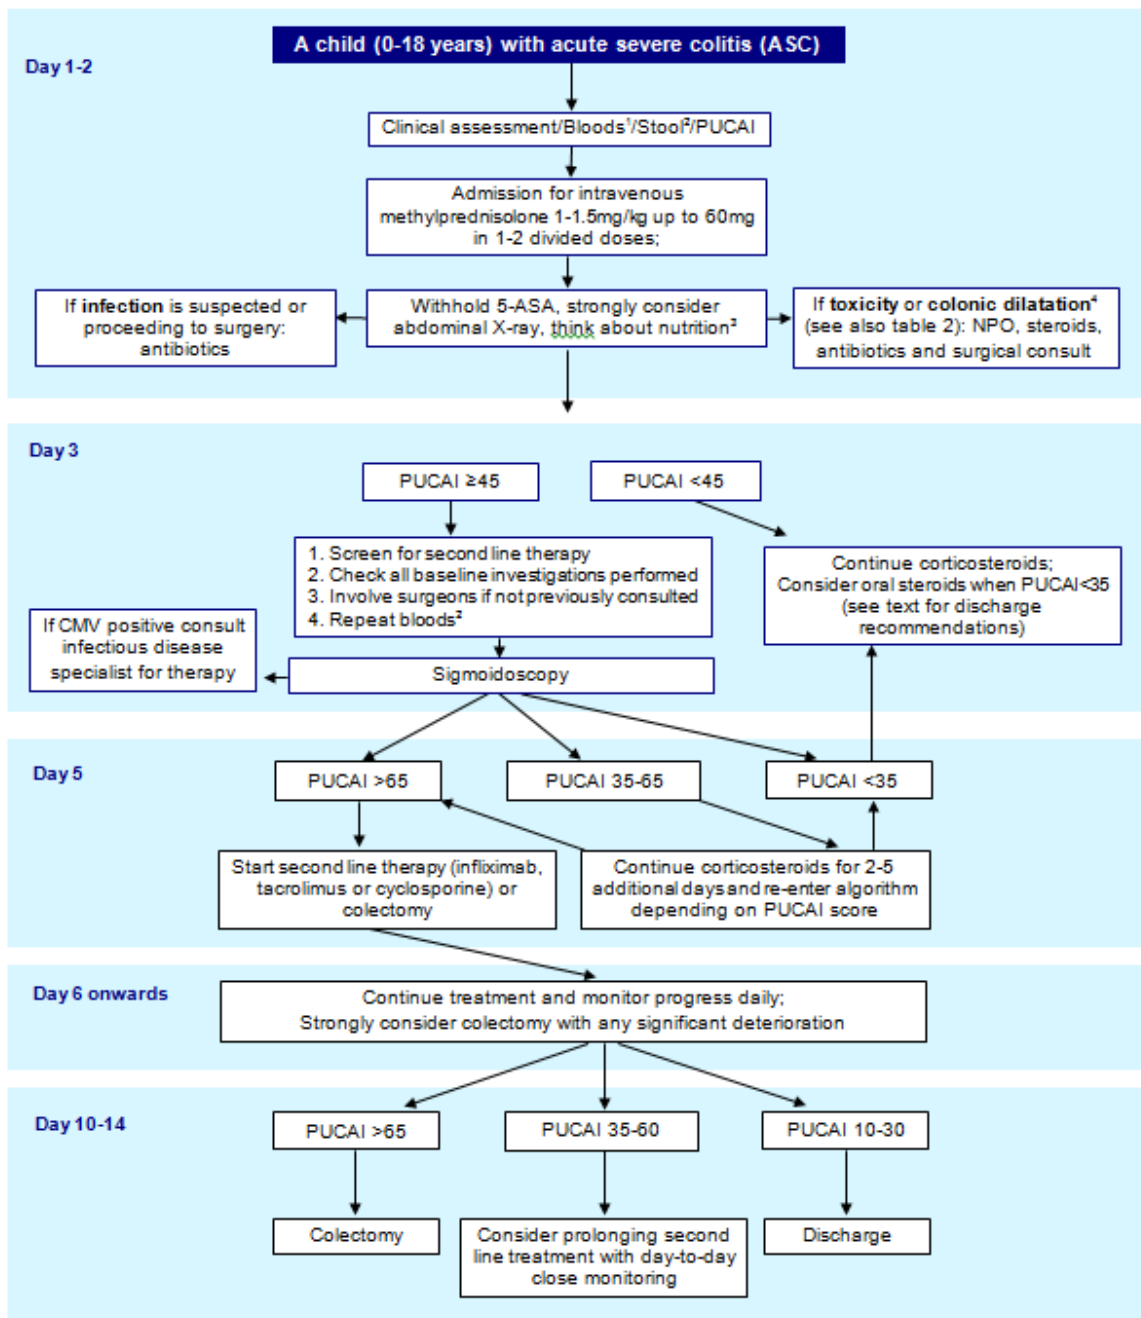 A child (0-18 years) with acute severe colitis (ASC)
Day 1-2
Clinical assessment/Bloods¹/Stool²/PUCAI
Admission for intravenous
methylprednisolone 1-1.5mg/kg up to 60mg
in 1-2 divided doses;
If infection is suspected or
proceeding to surgery:
antibiotics
Withhold 5-ASA, strongly consider
abdominal X-ray, think about nutrition³
If toxicity or colonic dilatation⁴
(see also table 2): NPO, steroids,
antibiotics and surgical consult
Day 3
PUCAI ≥45
PUCAI <45
1. Screen for second line therapy
2. Check all baseline investigations performed
3. Involve surgeons if not previously consulted
4. Repeat bloods²
Continue corticosteroids;
Consider oral steroids when PUCAI<35
(see text for discharge
recommendations)
If CMV positive consult
infectious disease
specialist for therapy
Sigmoidoscopy
Day 5
PUCAI >65
PUCAI 35-65
PUCAI <35
Start second line therapy (infliximab,
tacrolimus or cyclosporine) or
colectomy
Continue corticosteroids for 2-5
additional days and re-enter algorithm
depending on PUCAI score
Day 6 onwards
Continue treatment and monitor progress daily;
Strongly consider colectomy with any significant deterioration
Day 10-14
PUCAI >65
PUCAI 35-60
PUCAI 10-30
Colectomy
Consider prolonging second
line treatment with day-to-day
close monitoring
Discharge